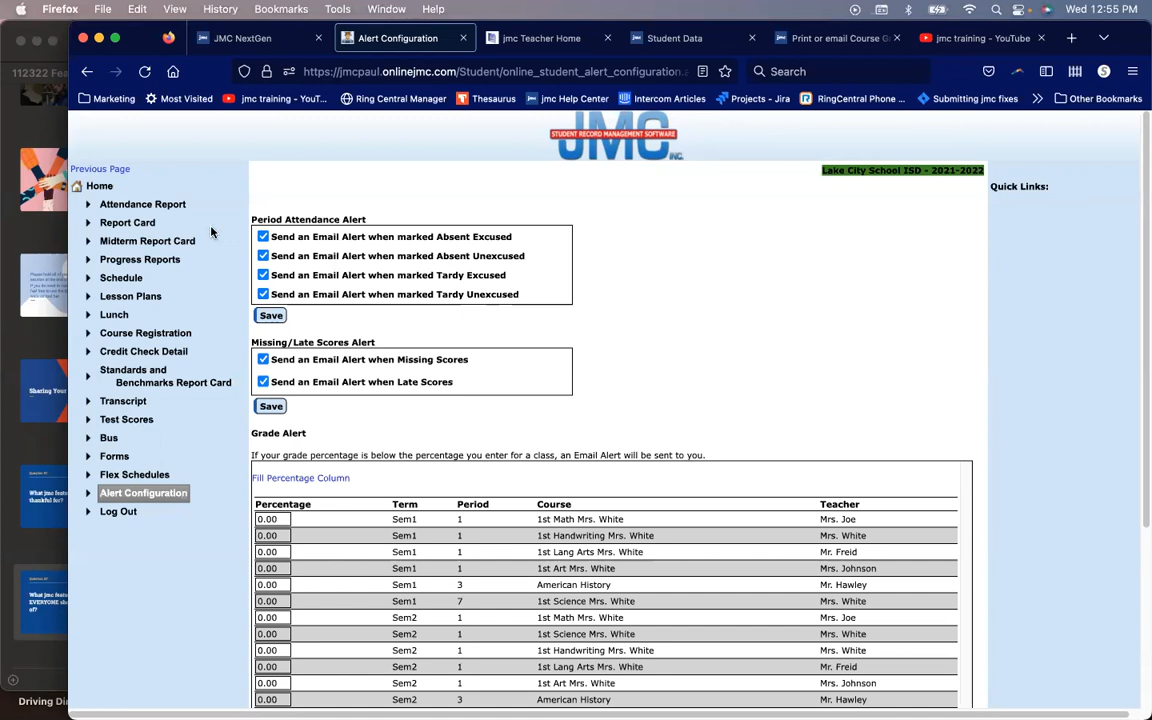 Firefox File Edit View History Bookmarks Tools Window Help Wed 12:55 PM
JMC NextGen Alert Configuration jmc Teacher Home Student Data Print or email Course G jmc training - YouTube
https://jmcpaul.onlinejmc.com/Student/online_student_alert_configuration. Search
Marketing Most Visited jmc training - YouT... Ring Central Manager Thesaurus jmc Help Center Intercom Articles Projects - Jira RingCentral Phone ... Submitting jmc fixes Other Bookmarks
112322 Fea
STUDENT RECORD MANAGEMENT SOFTWARE
JMC INC.
Previous Page
Lake City School ISD - 2021-2022
Quick Links:
Home
Attendance Report
Report Card
Midterm Report Card
Progress Reports
Schedule
Lesson Plans
Lunch
Course Registration
Credit Check Detail
Standards and
Benchmarks Report Card
Transcript
Test Scores
Bus
Forms
Flex Schedules
Alert Configuration
Log Out
Period Attendance Alert
Send an Email Alert when marked Absent Excused
Send an Email Alert when marked Absent Unexcused
Send an Email Alert when marked Tardy Excused
Send an Email Alert when marked Tardy Unexcused
Save
Missing/Late Scores Alert
Send an Email Alert when Missing Scores
Send an Email Alert when Late Scores
Save
Grade Alert
If your grade percentage is below the percentage you enter for a class, an Email Alert will be sent to you.
Fill Percentage Column
Percentage Term Period Course Teacher
0.00 Sem1 1 1st Math Mrs. White Mrs. Joe
0.00 Sem1 1 1st Handwriting Mrs. White Mrs. White
0.00 Sem1 1 1st Lang Arts Mrs. White Mr. Freid
0.00 Sem1 1 1st Art Mrs. White Mrs. Johnson
0.00 Sem1 3 American History Mr. Hawley
0.00 Sem1 7 1st Science Mrs. White Mrs. White
0.00 Sem2 1 1st Math Mrs. White Mrs. Joe
0.00 Sem2 1 1st Science Mrs. White Mrs. White
0.00 Sem2 1 1st Handwriting Mrs. White Mrs. White
0.00 Sem2 1 1st Lang Arts Mrs. White Mr. Freid
0.00 Sem2 1 1st Art Mrs. White Mrs. Johnson
0.00 Sem2 3 American History Mr. Hawley
Sharing Your
What jmc feat
thankful for?
What jmc feat
EVERYONE sho
of?
Driving Di